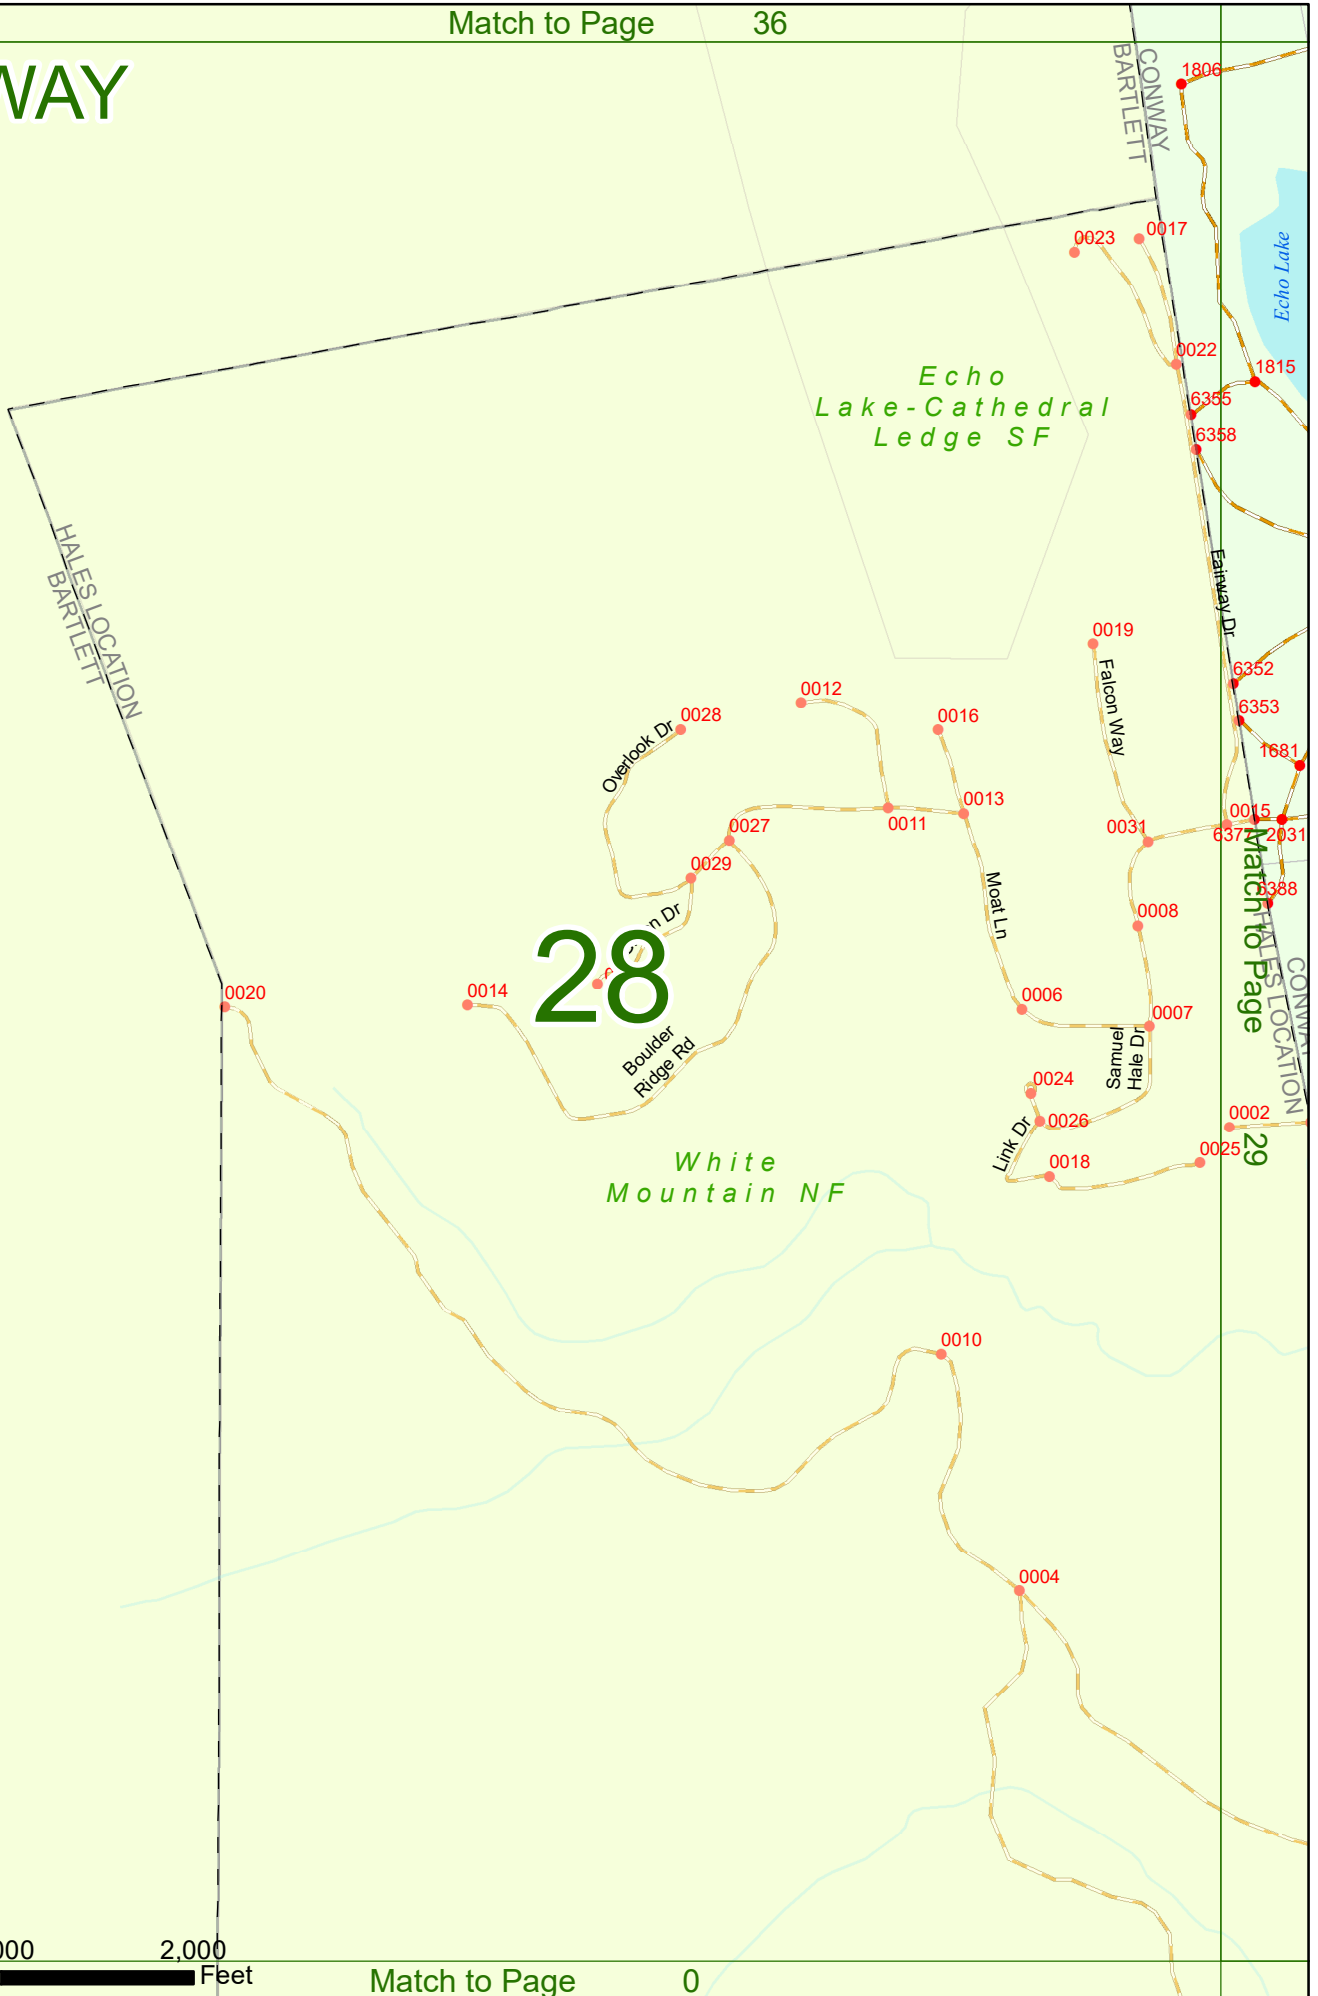 Match to Page 36
WAY
CONWAY
BARTLETT
1806
Echo Lake
0023
0017
0022
1815
6355
6358
Echo
Lake-Cathedral
Ledge SF
HALES LOCATION
BARTLETT
Fairway Dr
0019
Falcon Way
6352
6353
1681
0028
Overlook Dr
0012
0016
0013
0011
0015
0031
6377
2031
0027
0029
Moat Ln
6388
Match to Page 29
0008
28
0020
0014
0006
0007
CONWAY
HALES LOCATION
Boulder
Ridge Rd
Samuel
Hale Dr
0024
0026
0002
Link Dr
0018
0025
White
Mountain NF
0010
0004
000
2,000
Feet
Match to Page 0